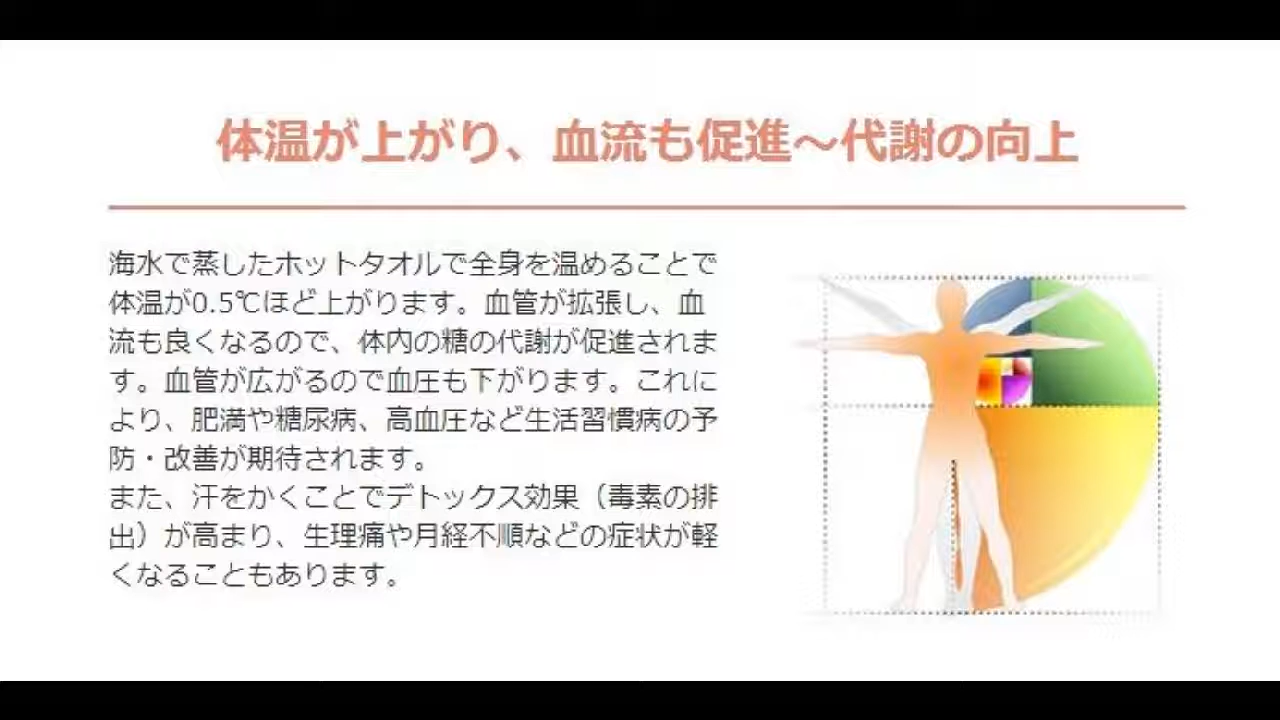 体温が上がり、血流も促進～代謝の向上
海水で蒸したホットタオルで全身を温めることで
体温が0.5℃ほど上がります。血管が拡張し、血
流も良くなるので、体内の糖の代謝が促進されま
す。血管が広がるので血圧も下がります。これに
より、肥満や糖尿病、高血圧など生活習慣病の予
防・改善が期待されます。
また、汗をかくことでデトックス効果（毒素の排
出）が高まり、生理痛や月経不順などの症状が軽
くなることもあります。